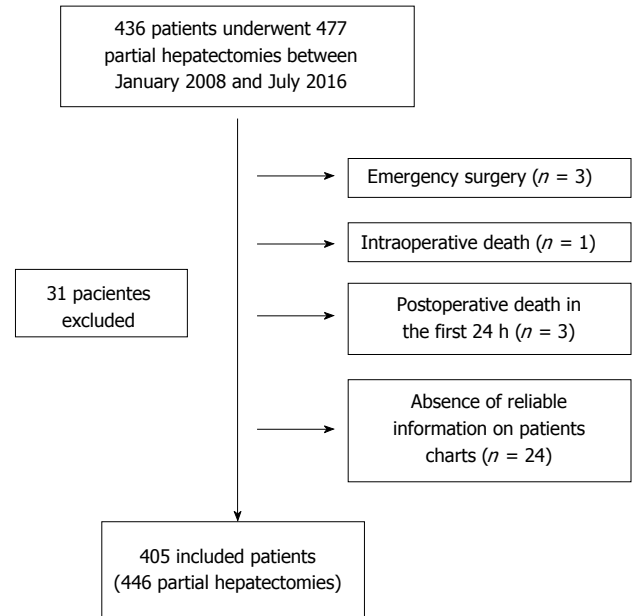 436 patients underwent 477
partial hepatectomies between
January 2008 and July 2016
Emergency surgery (n = 3)
Intraoperative death (n = 1)
31 pacientes
excluded
Postoperative death in
the first 24 h (n = 3)
Absence of reliable
information on patients
charts (n = 24)
405 included patients
(446 partial hepatectomies)